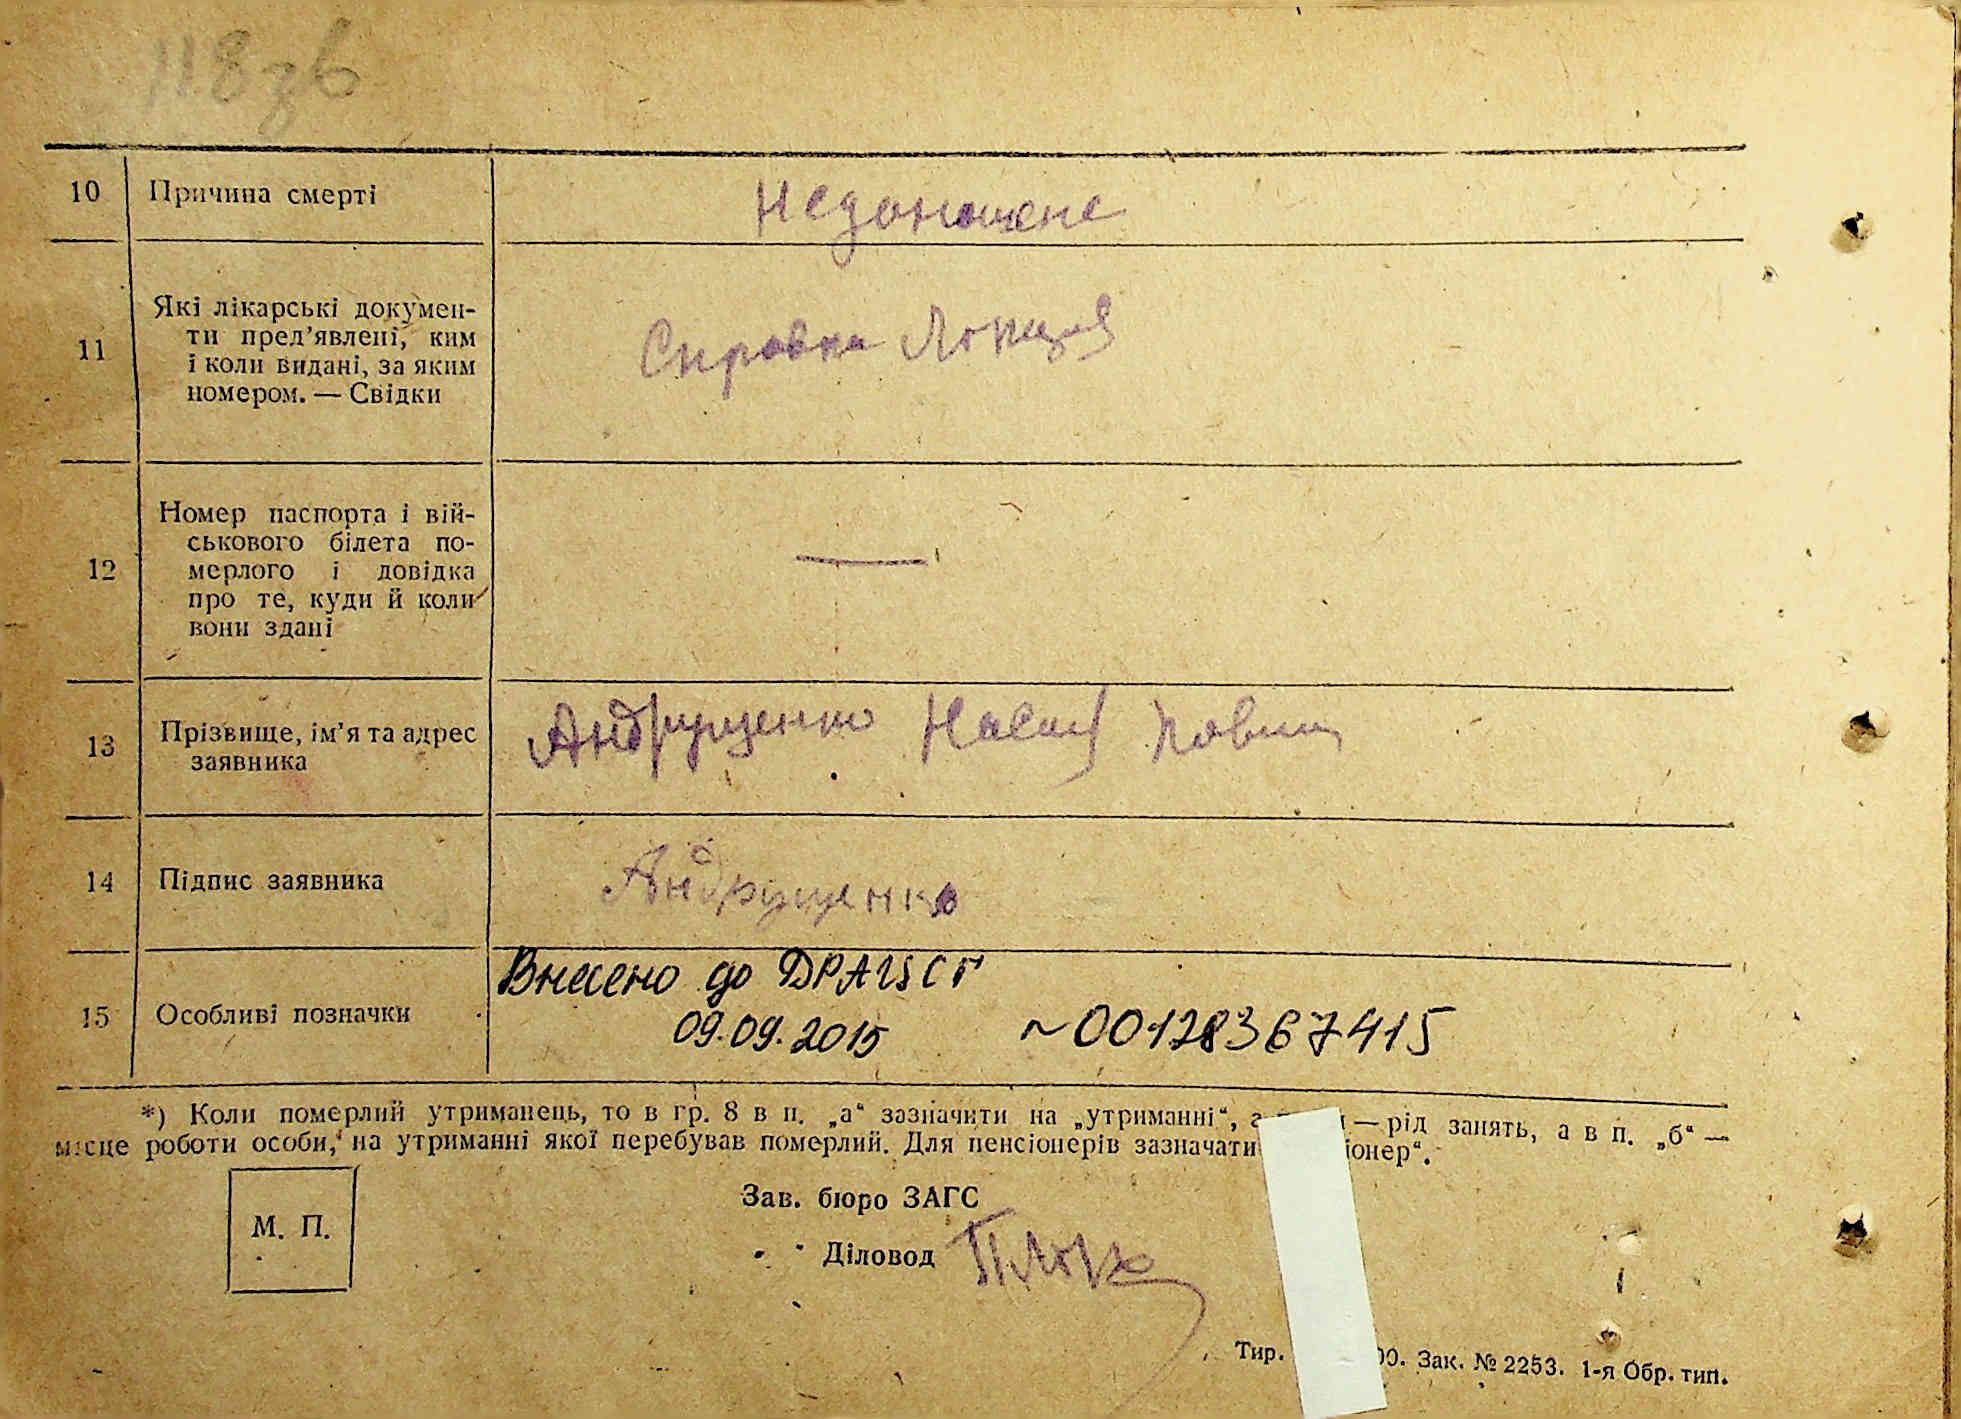 118 зв
10 Причина смерті Недоношене
11 Які лікарські докумен-
ти пред’явлені, ким
і коли видані, за яким
номером. — Свідки
Справка
12 Номер паспорта і вій-
ськового білета по-
мерлого і довідка
про те, куди й коли
вони здані
—
13 Прізвище, ім’я та адрес
заявника
Андрущенко
14 Підпис заявника Андрущенко
15 Особливі позначки
Внесено до ДРАЦСГ
09.09.2015 ~00128367415
*) Коли померлий утриманець, то в гр. 8 в п. „а“ зазначити на „утриманні“, — рід занять, а в п. „б“ —
місце роботи особи, на утриманні якої перебував померлий. Для пенсіонерів зазначати іонер“.
М. П.
Зав. бюро ЗАГС
" Діловод
Тир. 00. Зак. № 2253. 1-я Обр. тип.